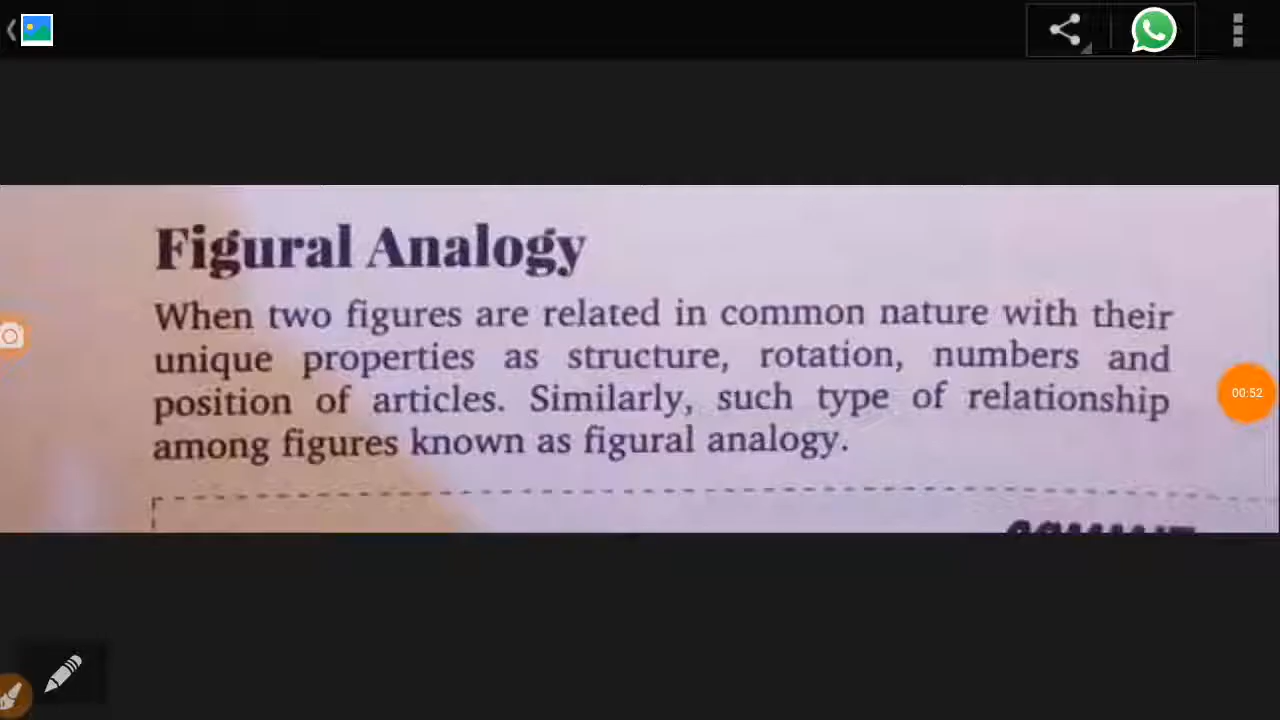 Figural Analogy
When two figures are related in common nature with their
unique properties as structure, rotation, numbers and
position of articles. Similarly, such type of relationship
among figures known as figural analogy.
00:52